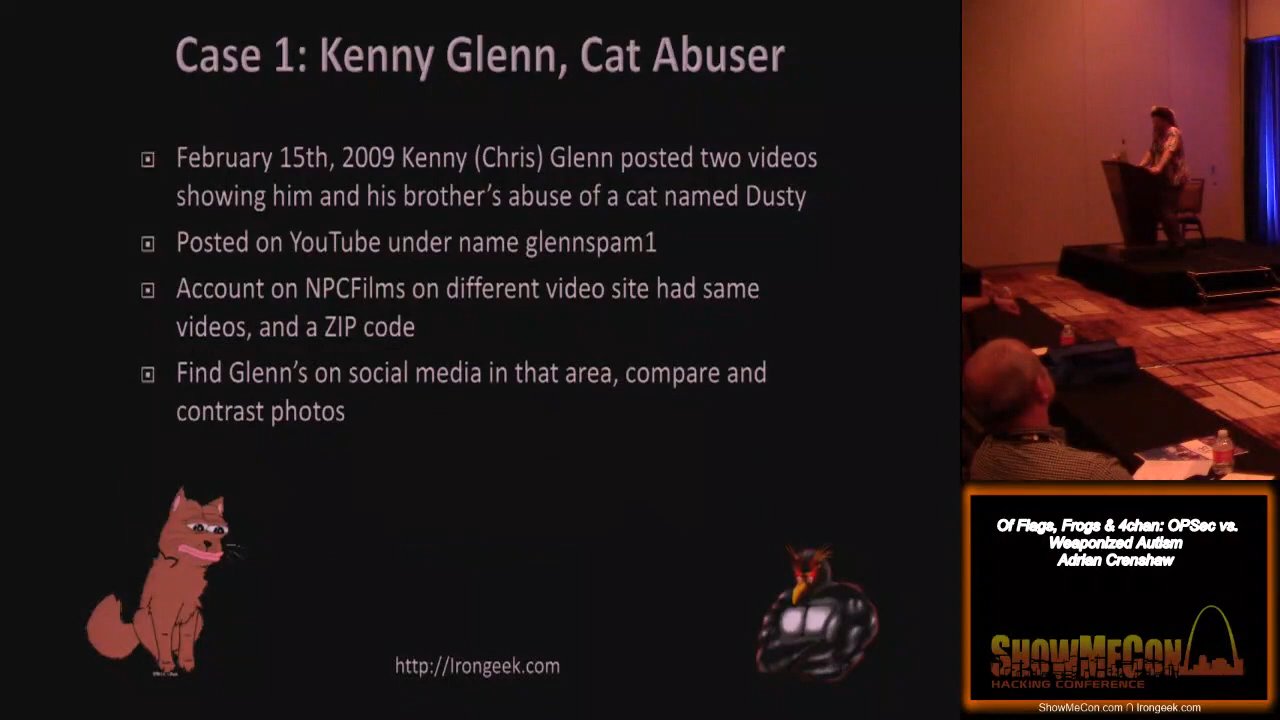 Case 1: Kenny Glenn, Cat Abuser
February 15th, 2009 Kenny (Chris) Glenn posted two videos
showing him and his brother's abuse of a cat named Dusty
Posted on YouTube under name glennspam1
Account on NPCFilms on different video site had same
videos, and a ZIP code
Find Glenn's on social media in that area, compare and
contrast photos
http://Irongeek.com
Of Flags, Frogs & 4chan: OPSec vs.
Weaponized Autism
Adrian Crenshaw
SHOWMECON
HACKING CONFERENCE
ShowMeCon.com ∩ Irongeek.com